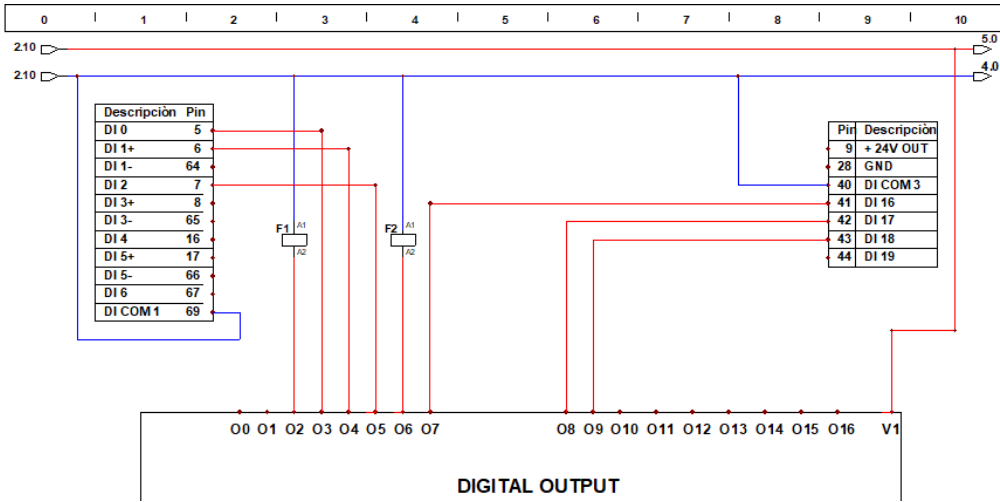 0 1 2 3 4 5 6 7 8 9 10
2.10 5.0
2.10 4.0
Descripciòn Pin
DI 0 5
DI 1+ 6
DI 1- 64
DI 2 7
DI 3+ 8
DI 3- 65
DI 4 16
DI 5+ 17
DI 5- 66
DI 6 67
DI COM 1 69
F1 A1
A2
F2 A1
A2
Pin Descripciòn
9 + 24V OUT
28 GND
40 DI COM 3
41 DI 16
42 DI 17
43 DI 18
44 DI 19
O0 O1 O2 O3 O4 O5 O6 O7 O8 O9 O10 O11 O12 O13 O14 O15 O16 V1
DIGITAL OUTPUT